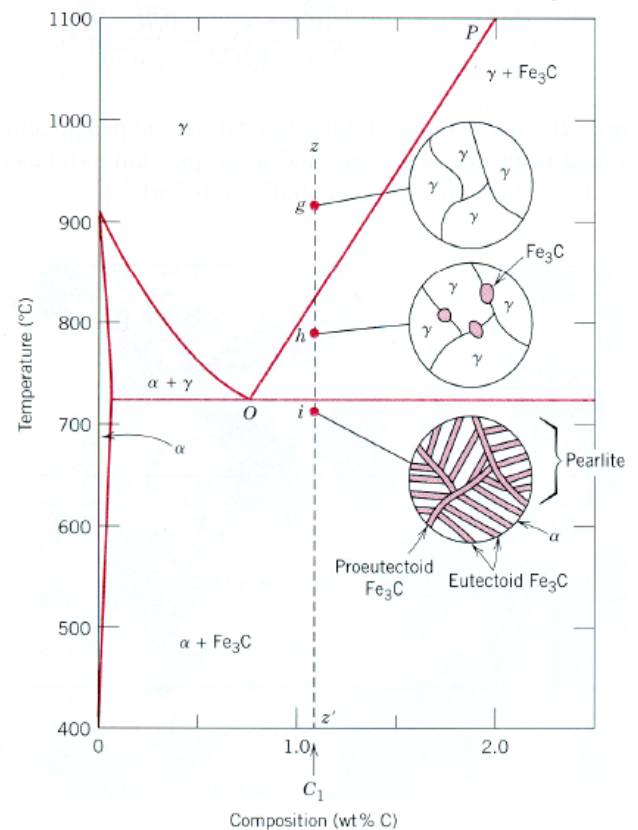 1100
P
γ + Fe₃C
1000
γ
z
γ
γ
γ
g
γ
900
Fe₃C
γ
γ
800
h
γ
γ
α + γ
Temperature (°C)
O
i
700
α
Pearlite
600
α
Proeutectoid
Fe₃C
Eutectoid Fe₃C
500
α + Fe₃C
z′
400
0
1.0
2.0
C₁
Composition (wt% C)